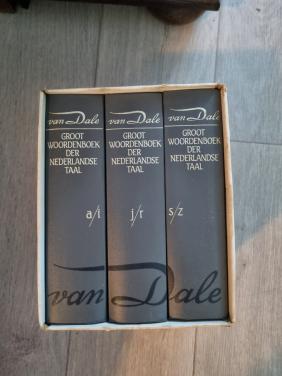 van Dale
GROOT
WOORDENBOEK
DER
NEDERLANDSE
TAAL
a/i
van Dale
GROOT
WOORDENBOEK
DER
NEDERLANDSE
TAAL
j/r
van Dale
GROOT
WOORDENBOEK
DER
NEDERLANDSE
TAAL
s/z
van Dale